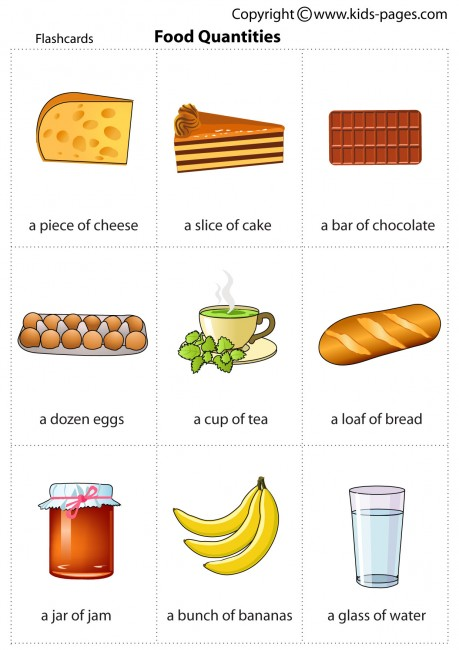 Copyright © www.kids-pages.com
Flashcards
Food Quantities
a piece of cheese
a slice of cake
a bar of chocolate
a dozen eggs
a cup of tea
a loaf of bread
a jar of jam
a bunch of bananas
a glass of water